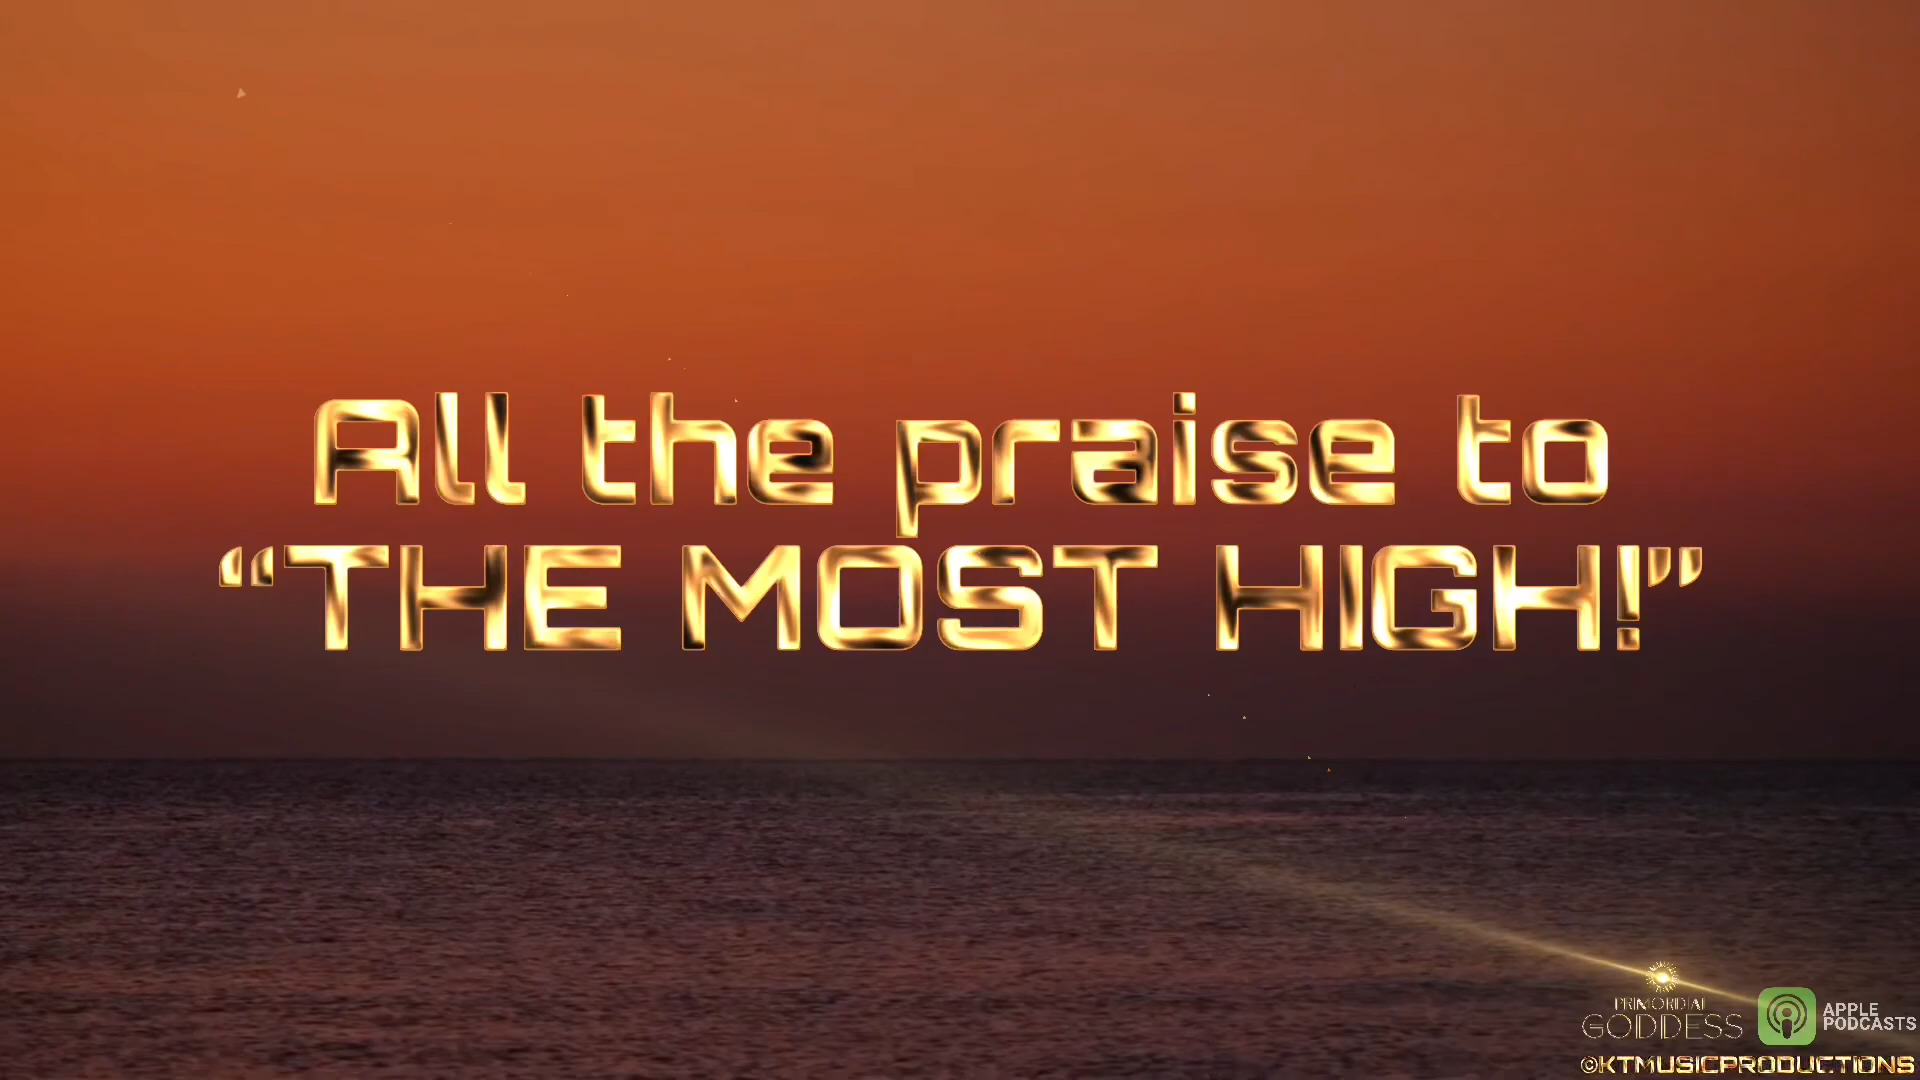 All the praise to
“THE MOST HIGH!”
PRIMORDIAL
GODDESS
APPLE
PODCASTS
©KTMUSICPRODUCTIONS